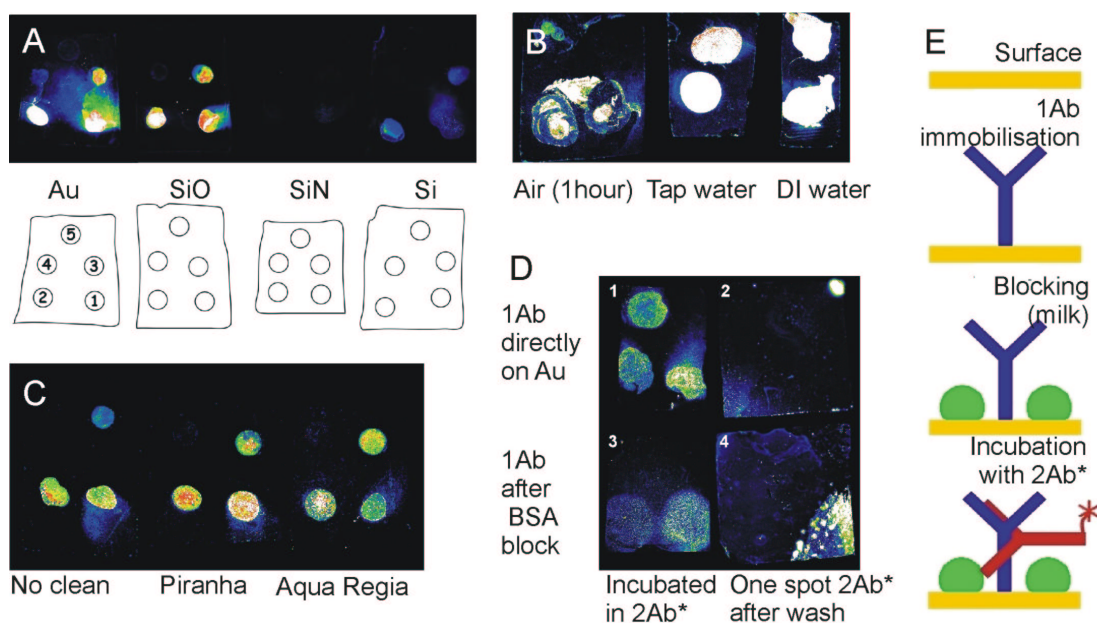 A
Au
SiO
SiN
Si
5
4
3
2
1
B
Air (1hour)
Tap water
DI water
C
No clean
Piranha
Aqua Regia
D
1Ab
directly
on Au
1Ab
after
BSA
block
1
2
3
4
Incubated
in 2Ab*
One spot 2Ab*
after wash
E
Surface
1Ab
immobilisation
Blocking
(milk)
Incubation
with 2Ab*
*